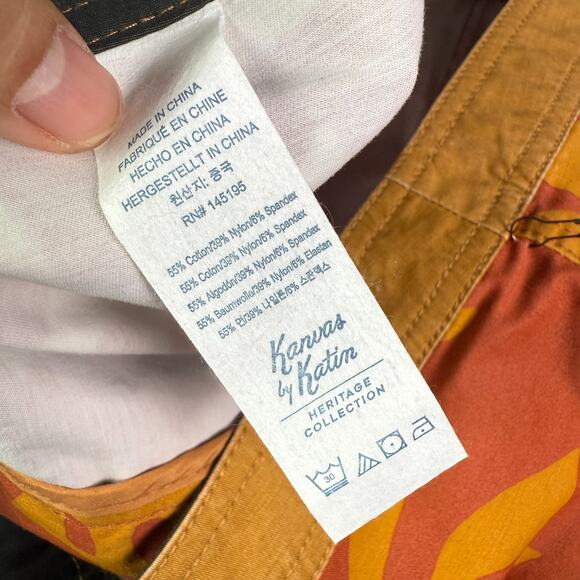 MADE IN CHINA
FABRIQUÉ EN CHINE
HECHO EN CHINA
HERGESTELLT IN CHINA
원산지: 중국
RN# 145195
55% Cotton/39% Nylon/6% Spandex
55% Coton/39% Nylon/6% Spandex
55% Algodón/39% Nylon/6% Spandex
55% Baumwolle/39% Nylon/6% Elastan
55% 면/39% 나일론/6% 스판덱스
Kanvas
by Katin
HERITAGE
COLLECTION
30